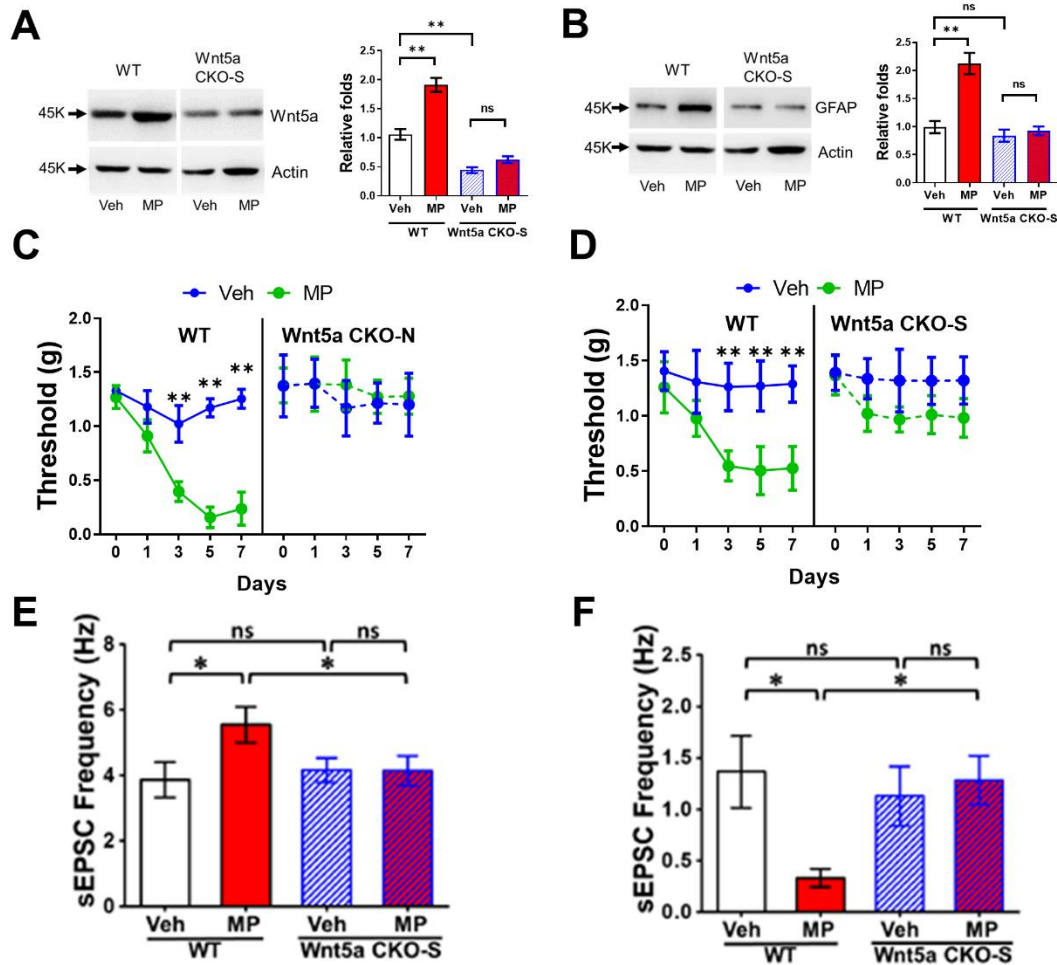 A
WT
Wnt5a
CKO-S
45K
Wnt5a
45K
Actin
Veh MP Veh MP
Relative folds
2.5
2.0
1.5
1.0
0.5
0.0
**
**
ns
Veh MP Veh MP
WT Wnt5a CKO-S
B
WT
Wnt5a
CKO-S
45K
GFAP
45K
Actin
Veh MP Veh MP
Relative folds
2.5
2.0
1.5
1.0
0.5
0.0
ns
**
ns
Veh MP Veh MP
WT Wnt5a CKO-S
C
Veh MP
WT Wnt5a CKO-N
Threshold (g)
2.0
1.5
1.0
0.5
0.0
** ** **
0 1 3 5 7 0 1 3 5 7
Days
D
Veh MP
WT Wnt5a CKO-S
Threshold (g)
2.0
1.5
1.0
0.5
0.0
** ** **
0 1 3 5 7 0 1 3 5 7
Days
E
sEPSC Frequency (Hz)
8
6
4
2
0
ns ns
* *
Veh MP Veh MP
WT Wnt5a CKO-S
F
sEPSC Frequency (Hz)
2.5
2.0
1.5
1.0
0.5
0.0
ns ns
* *
Veh MP Veh MP
WT Wnt5a CKO-S